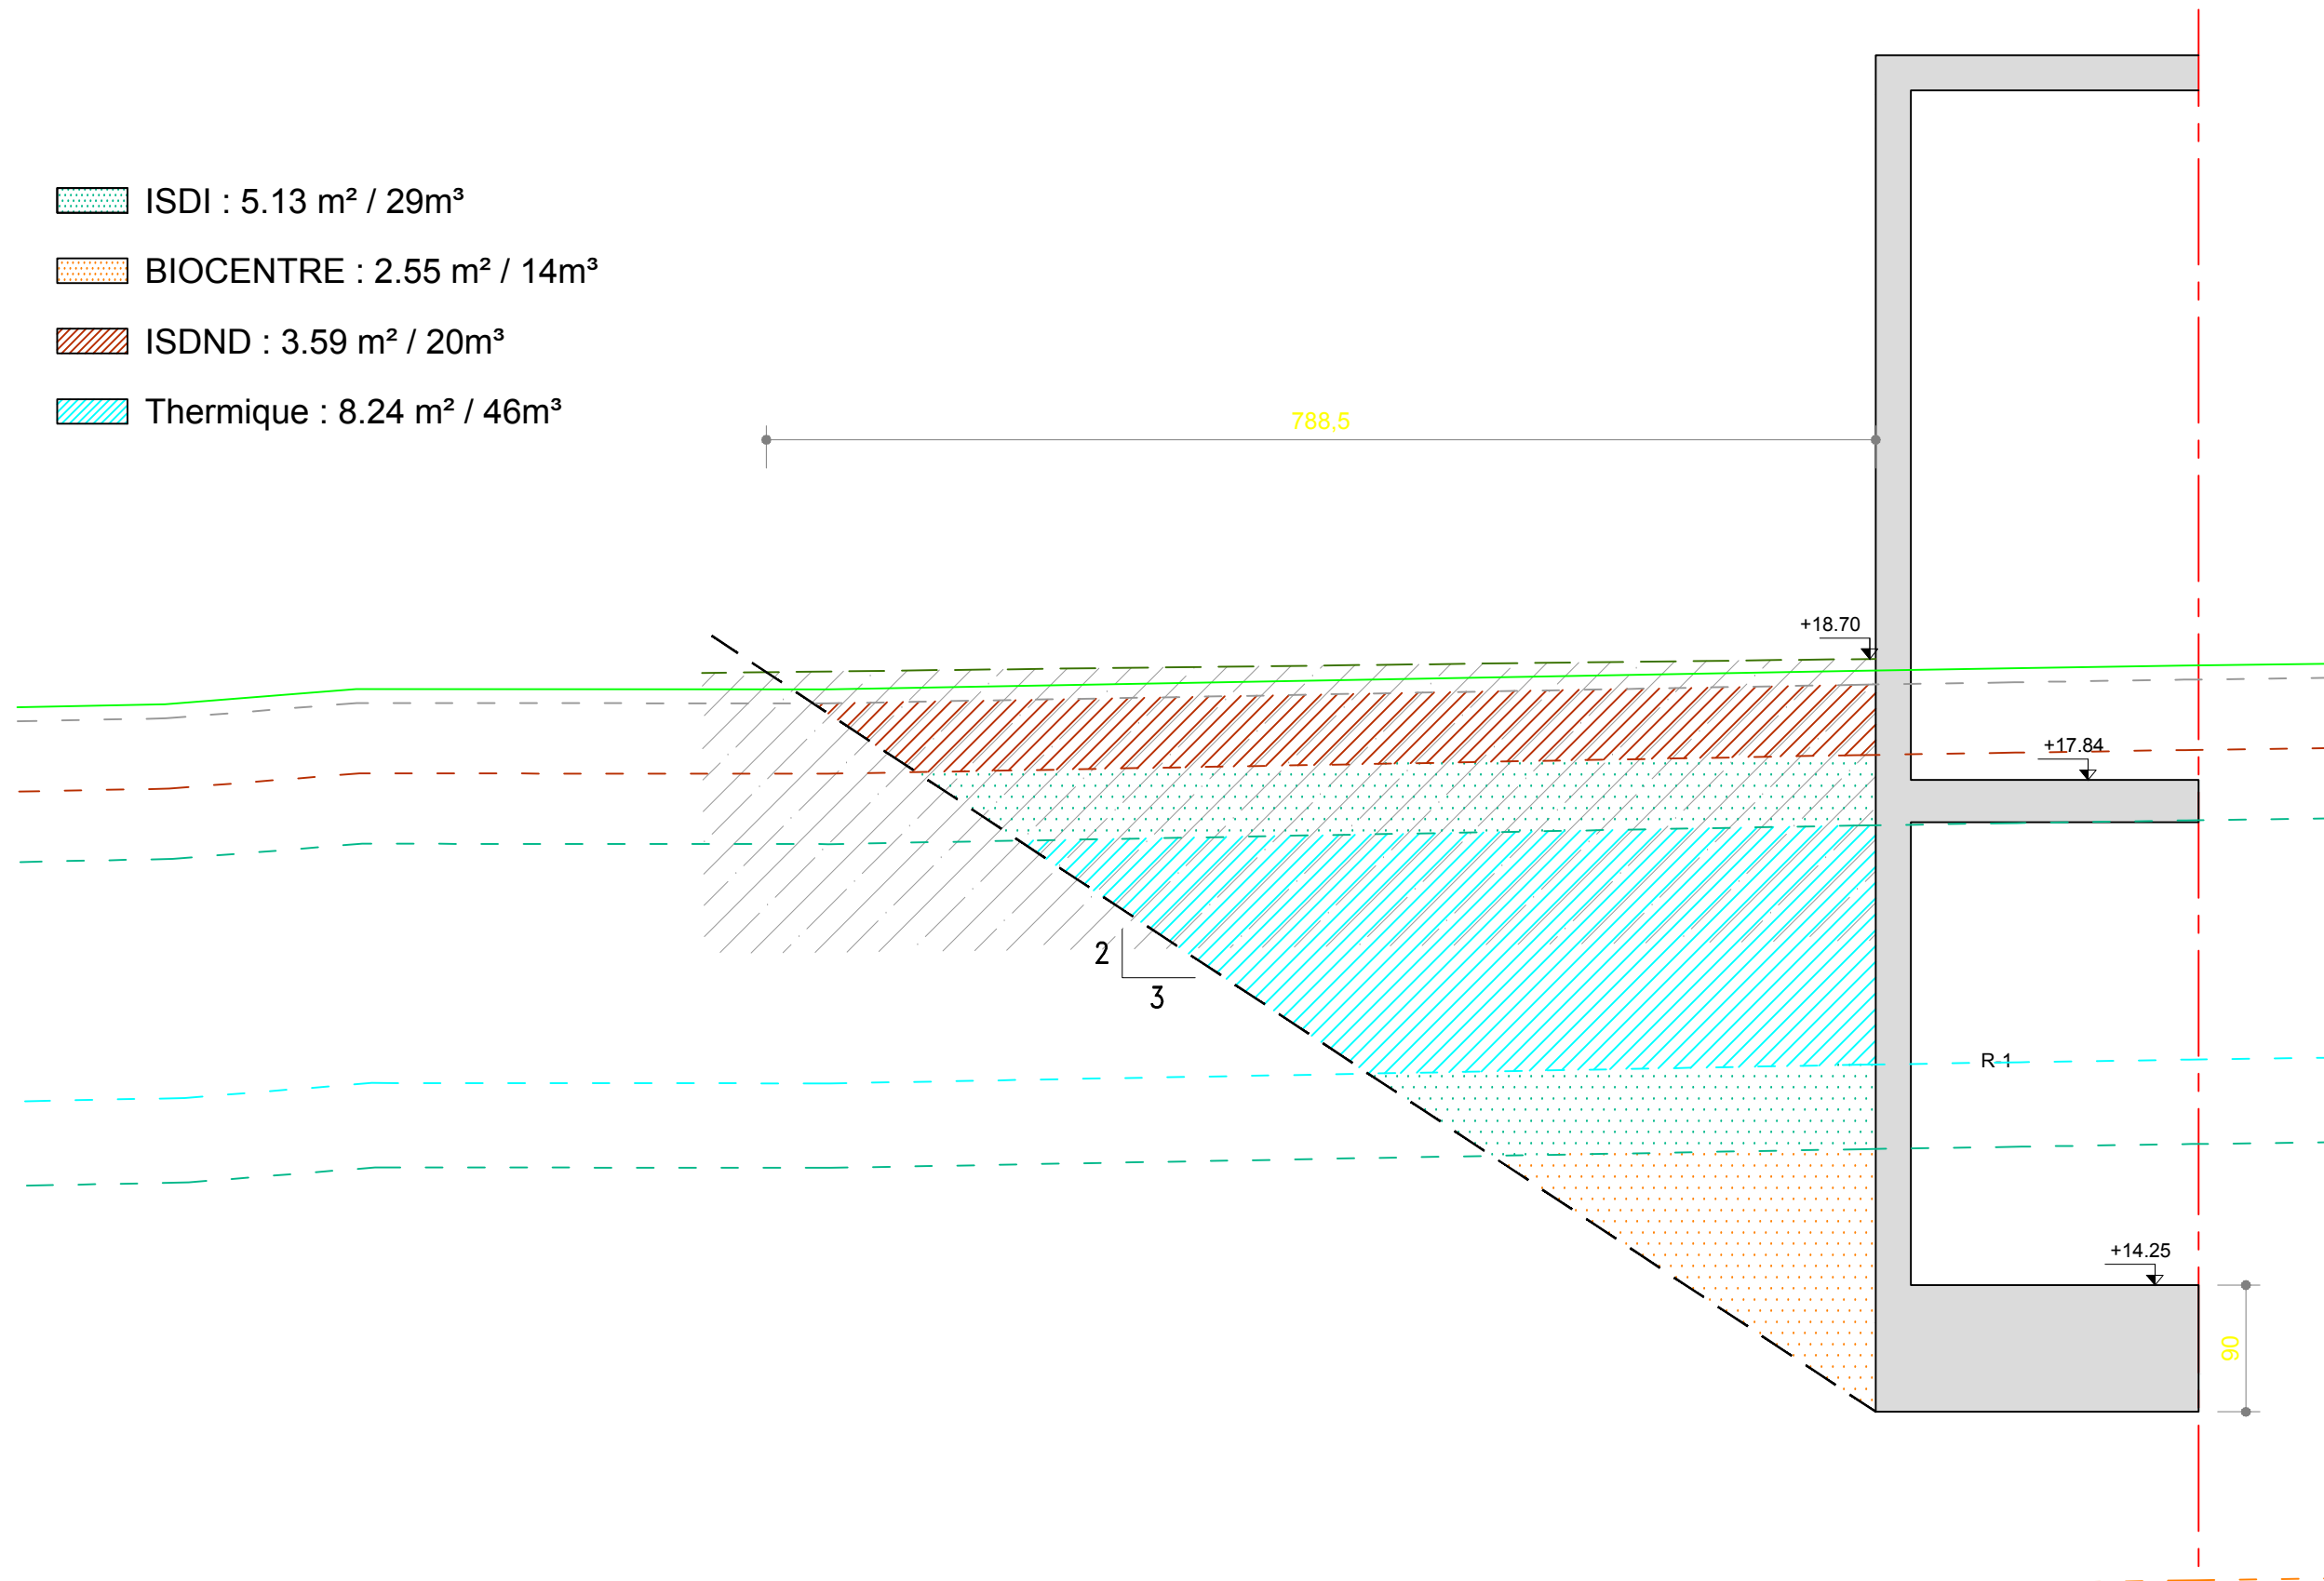 ISDI : 5.13 m² / 29m³
BIOCENTRE : 2.55 m² / 14m³
ISDND : 3.59 m² / 20m³
Thermique : 8.24 m² / 46m³
788,5
+18.70
+17.84
2
3
R-1
+14.25
90